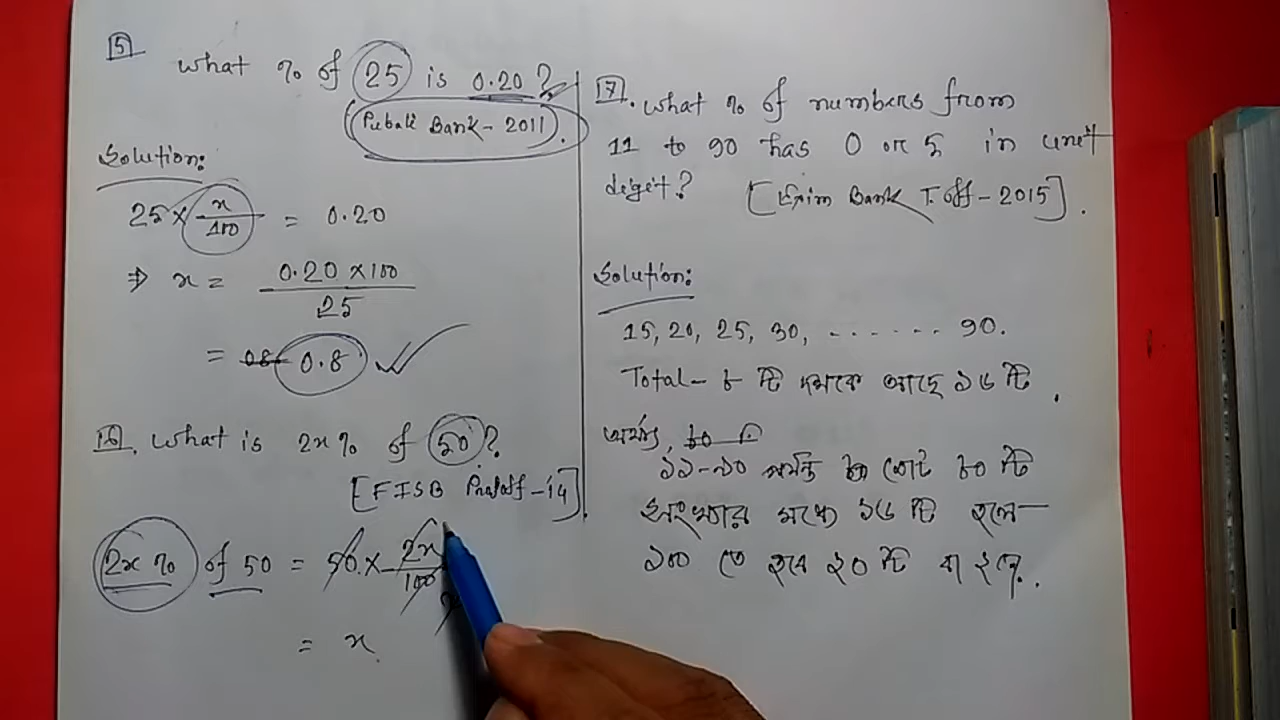 5
What % of 25 is 0.20?
(Pubali Bank - 2011).
Solution:
25 × x/100 = 0.20
⇒ x = 0.20 × 100 / 25
= 0.8
6. What is 2x% of 50?
[FISB Prof off - 14]
2x% of 50 = 50 × 2x/100
= x
7. What % of numbers from
11 to 90 has 0 or 5 in unit
digit? [Exim Bank T. off - 2015].
Solution:
15, 20, 25, 30, ...... 90.
Total - ৮ টি দশকে আছে ১৬ টি.
অর্থাৎ,
১১-৯০ পর্যন্ত মোট ৮০ টি
সংখ্যার মধ্যে ১৬ টি হলে—
১০০ তে হবে ২০ টি বা